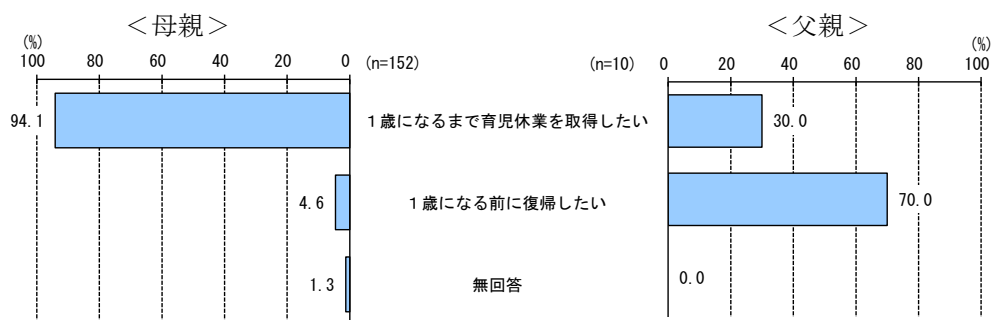 ＜母親＞
＜父親＞
(%)
100 80 60 40 20 0 (n=152)
(n=10) 0 20 40 60 80 100
(%)
94.1 １歳になるまで育児休業を取得したい 30.0
4.6 １歳になる前に復帰したい 70.0
1.3 無回答 0.0